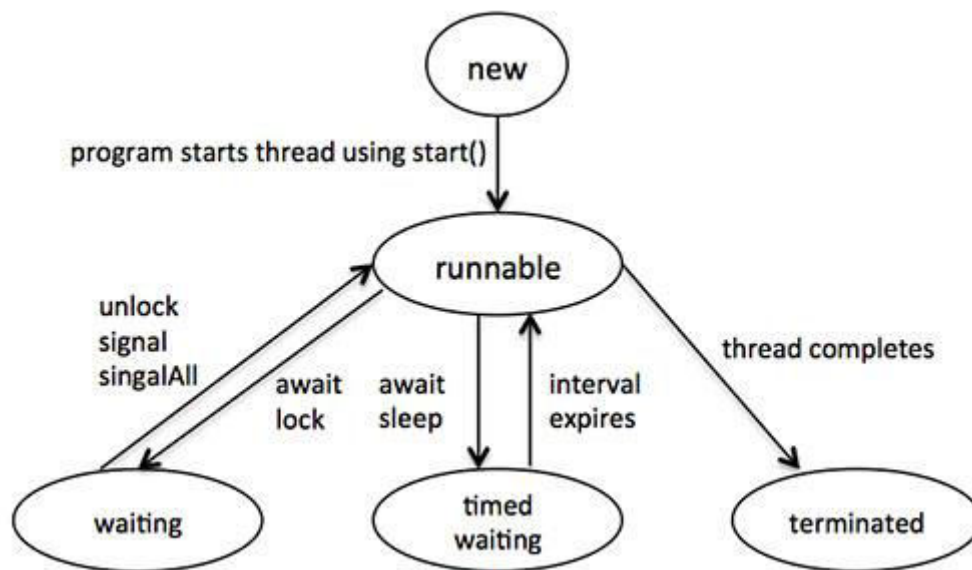 new
program starts thread using start()
runnable
unlock
signal
singalAll
await
lock
await
sleep
interval
expires
thread completes
waiting
timed
waiting
terminated